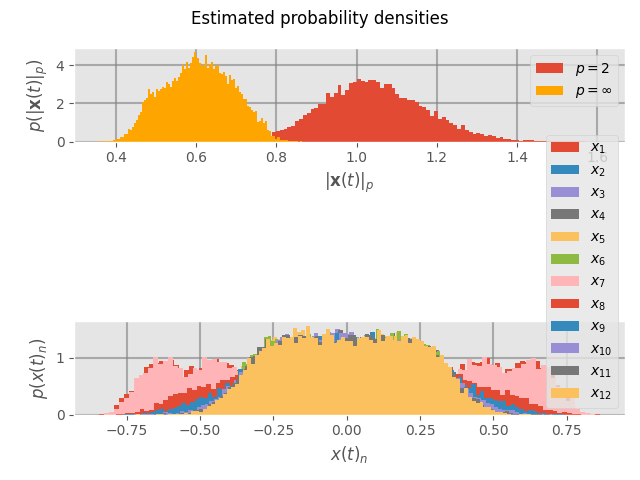 Estimated probability densities
p(|x(t)|_p)
4
2
0
p = 2
p = ∞
0.4 0.6 0.8 1.0 1.2 1.4 1.6
|x(t)|_p
x_1
x_2
x_3
x_4
x_5
x_6
x_7
x_8
x_9
x_10
x_11
x_12
p(x(t)_n)
1
0
−0.75 −0.50 −0.25 0.00 0.25 0.50 0.75
x(t)_n